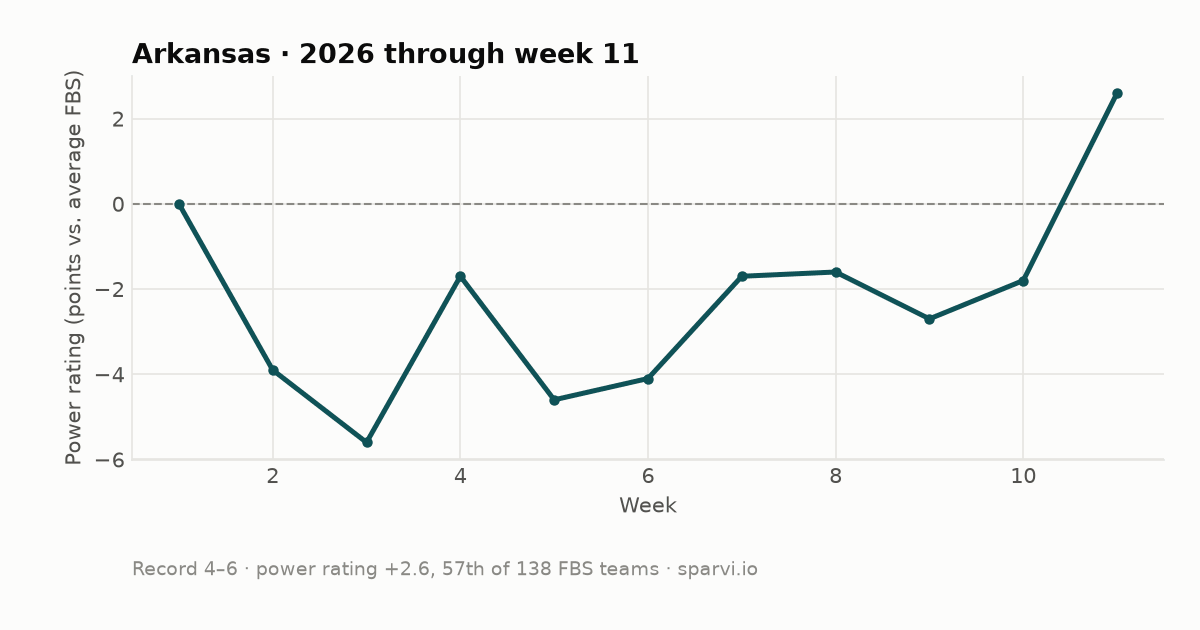 Arkansas · 2026 through week 11
Power rating (points vs. average FBS)
2
0
−2
−4
−6
2
4
6
8
10
Week
Record 4–6 · power rating +2.6, 57th of 138 FBS teams · sparvi.io